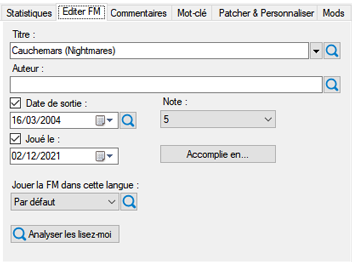 Statistiques Editer FM Commentaires Mot-clé Patcher & Personnaliser Mods
Titre :
Cauchemars (Nightmares)
Auteur :
Date de sortie : Note :
16/03/2004 5
Joué le :
02/12/2021 Accomplie en...
Jouer la FM dans cette langue :
Par défaut
Analyser les lisez-moi